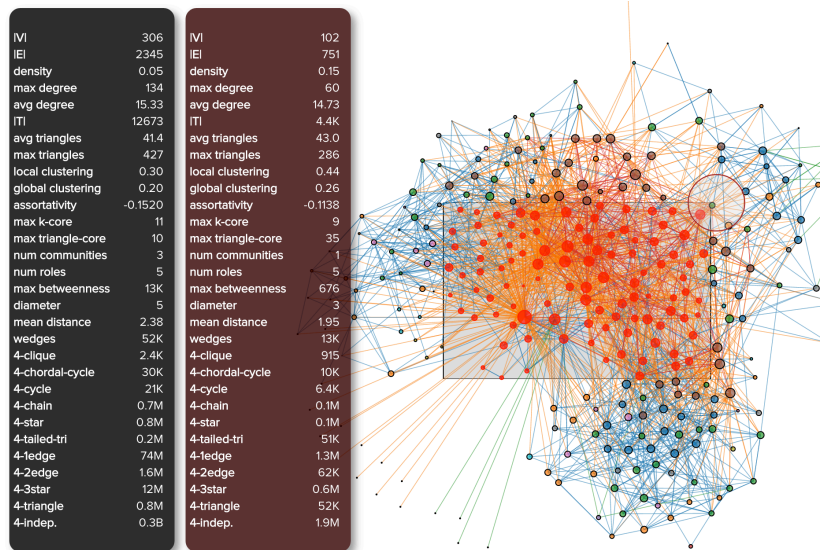 |V| 306
|E| 2345
density 0.05
max degree 134
avg degree 15.33
|T| 12673
avg triangles 41.4
max triangles 427
local clustering 0.30
global clustering 0.20
assortativity -0.1520
max k-core 11
max triangle-core 10
num communities 3
num roles 5
max betweenness 13K
diameter 5
mean distance 2.38
wedges 52K
4-clique 2.4K
4-chordal-cycle 30K
4-cycle 21K
4-chain 0.7M
4-star 0.8M
4-tailed-tri 0.2M
4-1edge 74M
4-2edge 1.6M
4-3star 12M
4-triangle 0.8M
4-indep. 0.3B
|V| 102
|E| 751
density 0.15
max degree 60
avg degree 14.73
|T| 4.4K
avg triangles 43.0
max triangles 286
local clustering 0.44
global clustering 0.26
assortativity -0.1138
max k-core 9
max triangle-core 35
num communities 1
num roles 5
max betweenness 676
diameter 3
mean distance 1.95
wedges 13K
4-clique 915
4-chordal-cycle 10K
4-cycle 6.4K
4-chain 0.1M
4-star 0.1M
4-tailed-tri 51K
4-1edge 1.3M
4-2edge 62K
4-3star 0.6M
4-triangle 52K
4-indep. 1.9M